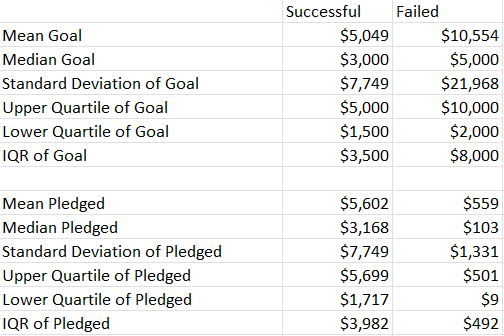 Successful Failed
Mean Goal $5,049 $10,554
Median Goal $3,000 $5,000
Standard Deviation of Goal $7,749 $21,968
Upper Quartile of Goal $5,000 $10,000
Lower Quartile of Goal $1,500 $2,000
IQR of Goal $3,500 $8,000
Mean Pledged $5,602 $559
Median Pledged $3,168 $103
Standard Deviation of Pledged $7,749 $1,331
Upper Quartile of Pledged $5,699 $501
Lower Quartile of Pledged $1,717 $9
IQR of Pledged $3,982 $492